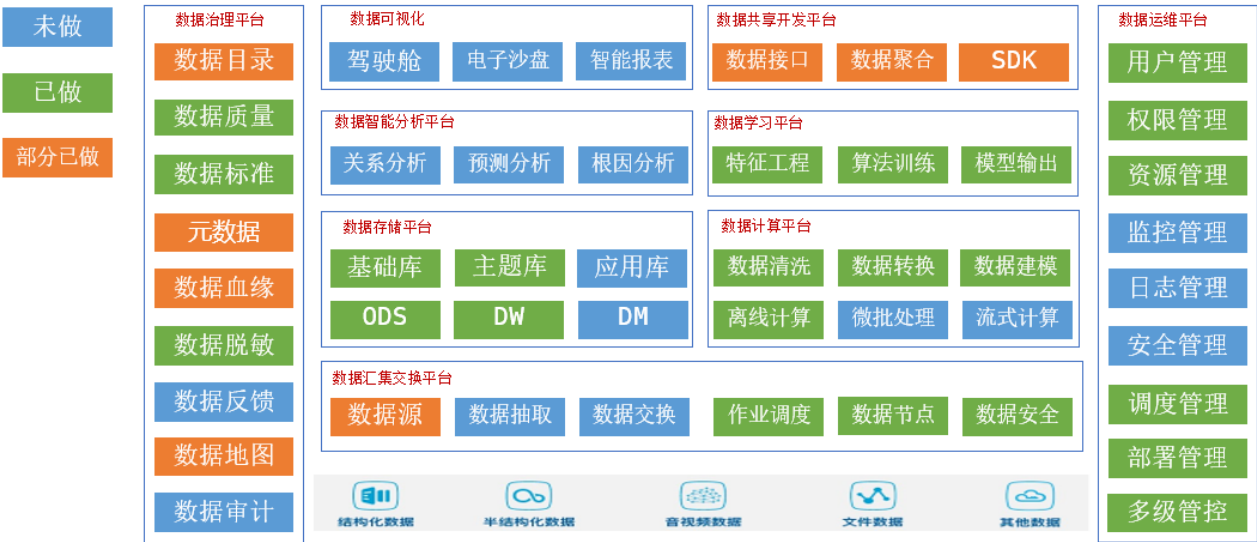 未做
已做
部分已做
数据治理平台
数据目录
数据质量
数据标准
元数据
数据血缘
数据脱敏
数据反馈
数据地图
数据审计
数据可视化
驾驶舱 电子沙盘 智能报表
数据共享开发平台
数据接口 数据聚合 SDK
数据智能分析平台
关系分析 预测分析 根因分析
数据学习平台
特征工程 算法训练 模型输出
数据存储平台
基础库 主题库 应用库
ODS DW DM
数据计算平台
数据清洗 数据转换 数据建模
离线计算 微批处理 流式计算
数据汇集交换平台
数据源 数据抽取 数据交换 作业调度 数据节点 数据安全
结构化数据 半结构化数据 音视频数据 文件数据 其他数据
数据运维平台
用户管理
权限管理
资源管理
监控管理
日志管理
安全管理
调度管理
部署管理
多级管控